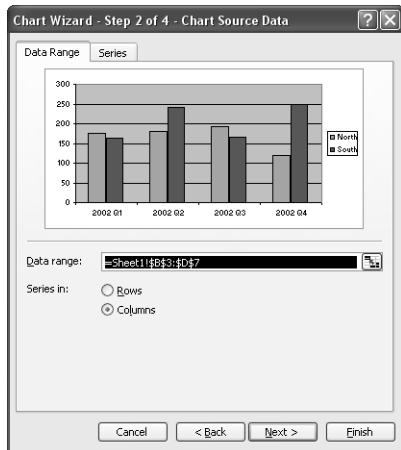 Chart Wizard - Step 2 of 4 - Chart Source Data
Data Range Series
300
250
200
150
100
50
0
2002 Q1 2002 Q2 2002 Q3 2002 Q4
North
South
Data range: =Sheet1!$B$3:$D$7
Series in: Rows
Columns
Cancel < Back Next > Finish